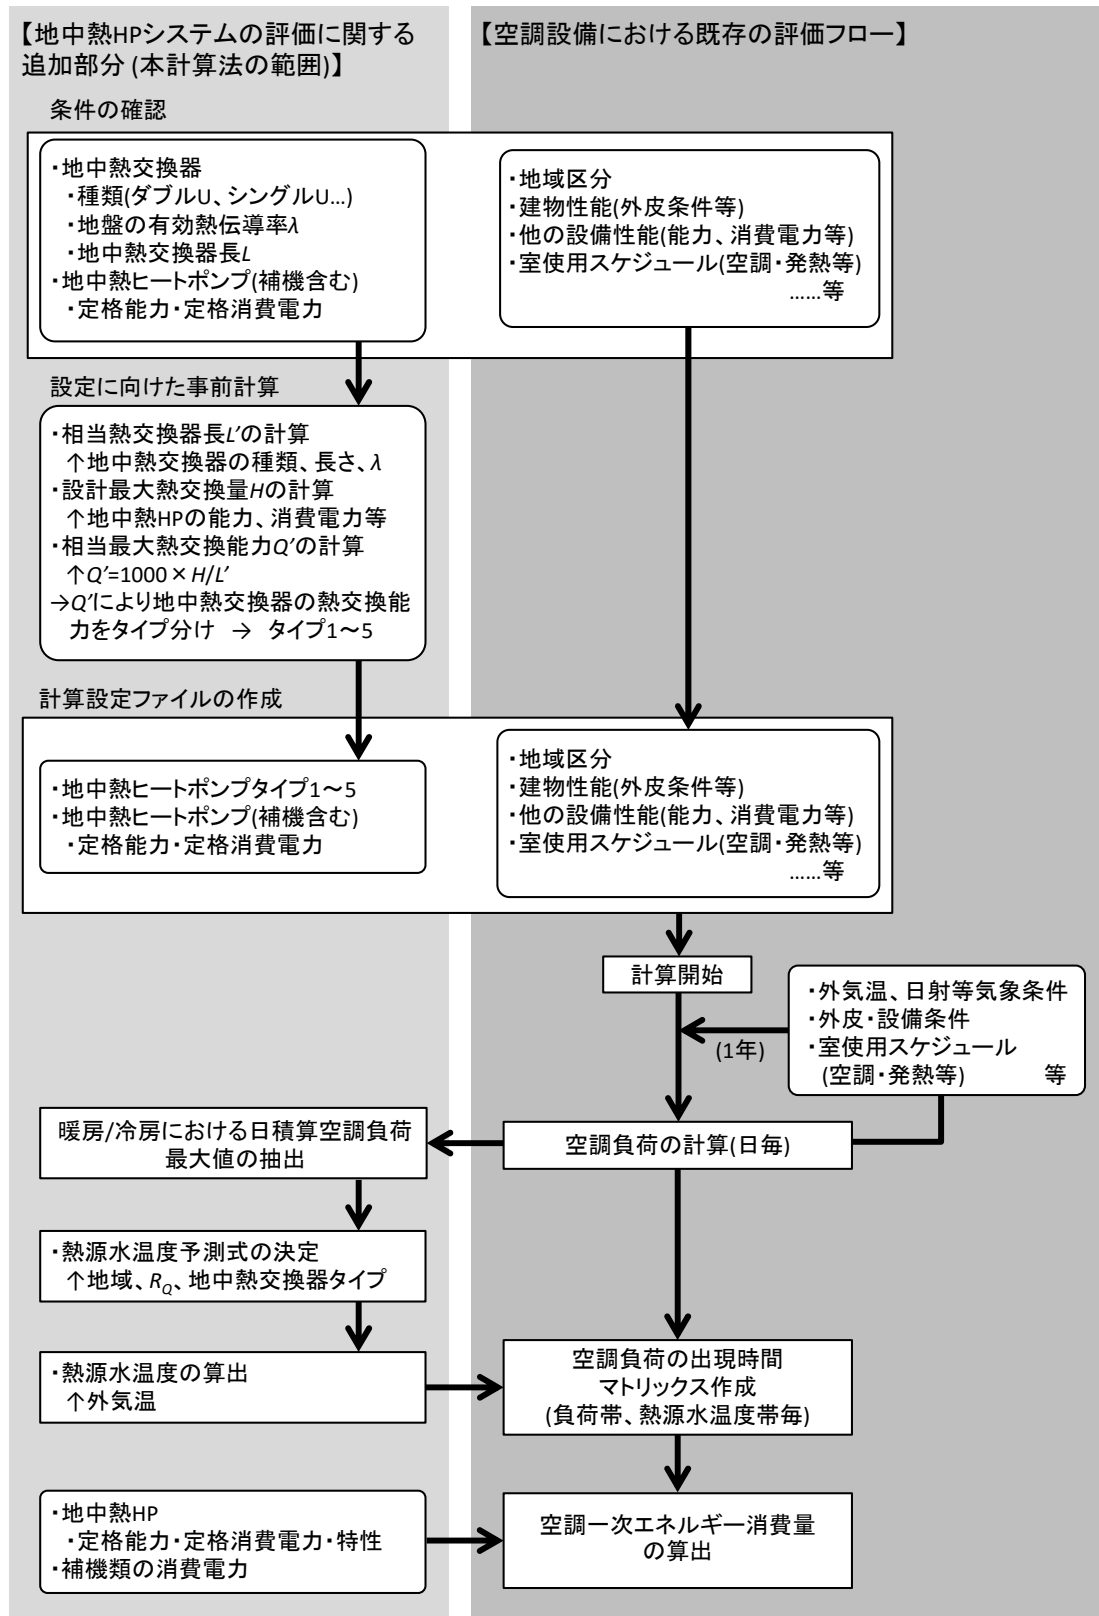 【地中熱HPシステムの評価に関する
追加部分 (本計算法の範囲)】
【空調設備における既存の評価フロー】
条件の確認
・地中熱交換器
・種類(ダブルU、シングルU…)
・地盤の有効熱伝導率λ
・地中熱交換器長L
・地中熱ヒートポンプ(補機含む)
・定格能力・定格消費電力
・地域区分
・建物性能(外皮条件等)
・他の設備性能(能力、消費電力等)
・室使用スケジュール(空調・発熱等)
……等
設定に向けた事前計算
・相当熱交換器長L’の計算
↑地中熱交換器の種類、長さ、λ
・設計最大熱交換量Hの計算
↑地中熱HPの能力、消費電力等
・相当最大熱交換能力Q’の計算
↑Q’=1000×H/L’
→Q’により地中熱交換器の熱交換能
力をタイプ分け → タイプ1～5
計算設定ファイルの作成
・地中熱ヒートポンプタイプ1～5
・地中熱ヒートポンプ(補機含む)
・定格能力・定格消費電力
・地域区分
・建物性能(外皮条件等)
・他の設備性能(能力、消費電力等)
・室使用スケジュール(空調・発熱等)
……等
計算開始
・外気温、日射等気象条件
・外皮・設備条件
・室使用スケジュール
(空調・発熱等) 等
(1年)
暖房/冷房における日積算空調負荷
最大値の抽出
空調負荷の計算(日毎)
・熱源水温度予測式の決定
↑地域、RQ、地中熱交換器タイプ
・熱源水温度の算出
↑外気温
空調負荷の出現時間
マトリックス作成
(負荷帯、熱源水温度帯毎)
・地中熱HP
・定格能力・定格消費電力・特性
・補機類の消費電力
空調一次エネルギー消費量
の算出